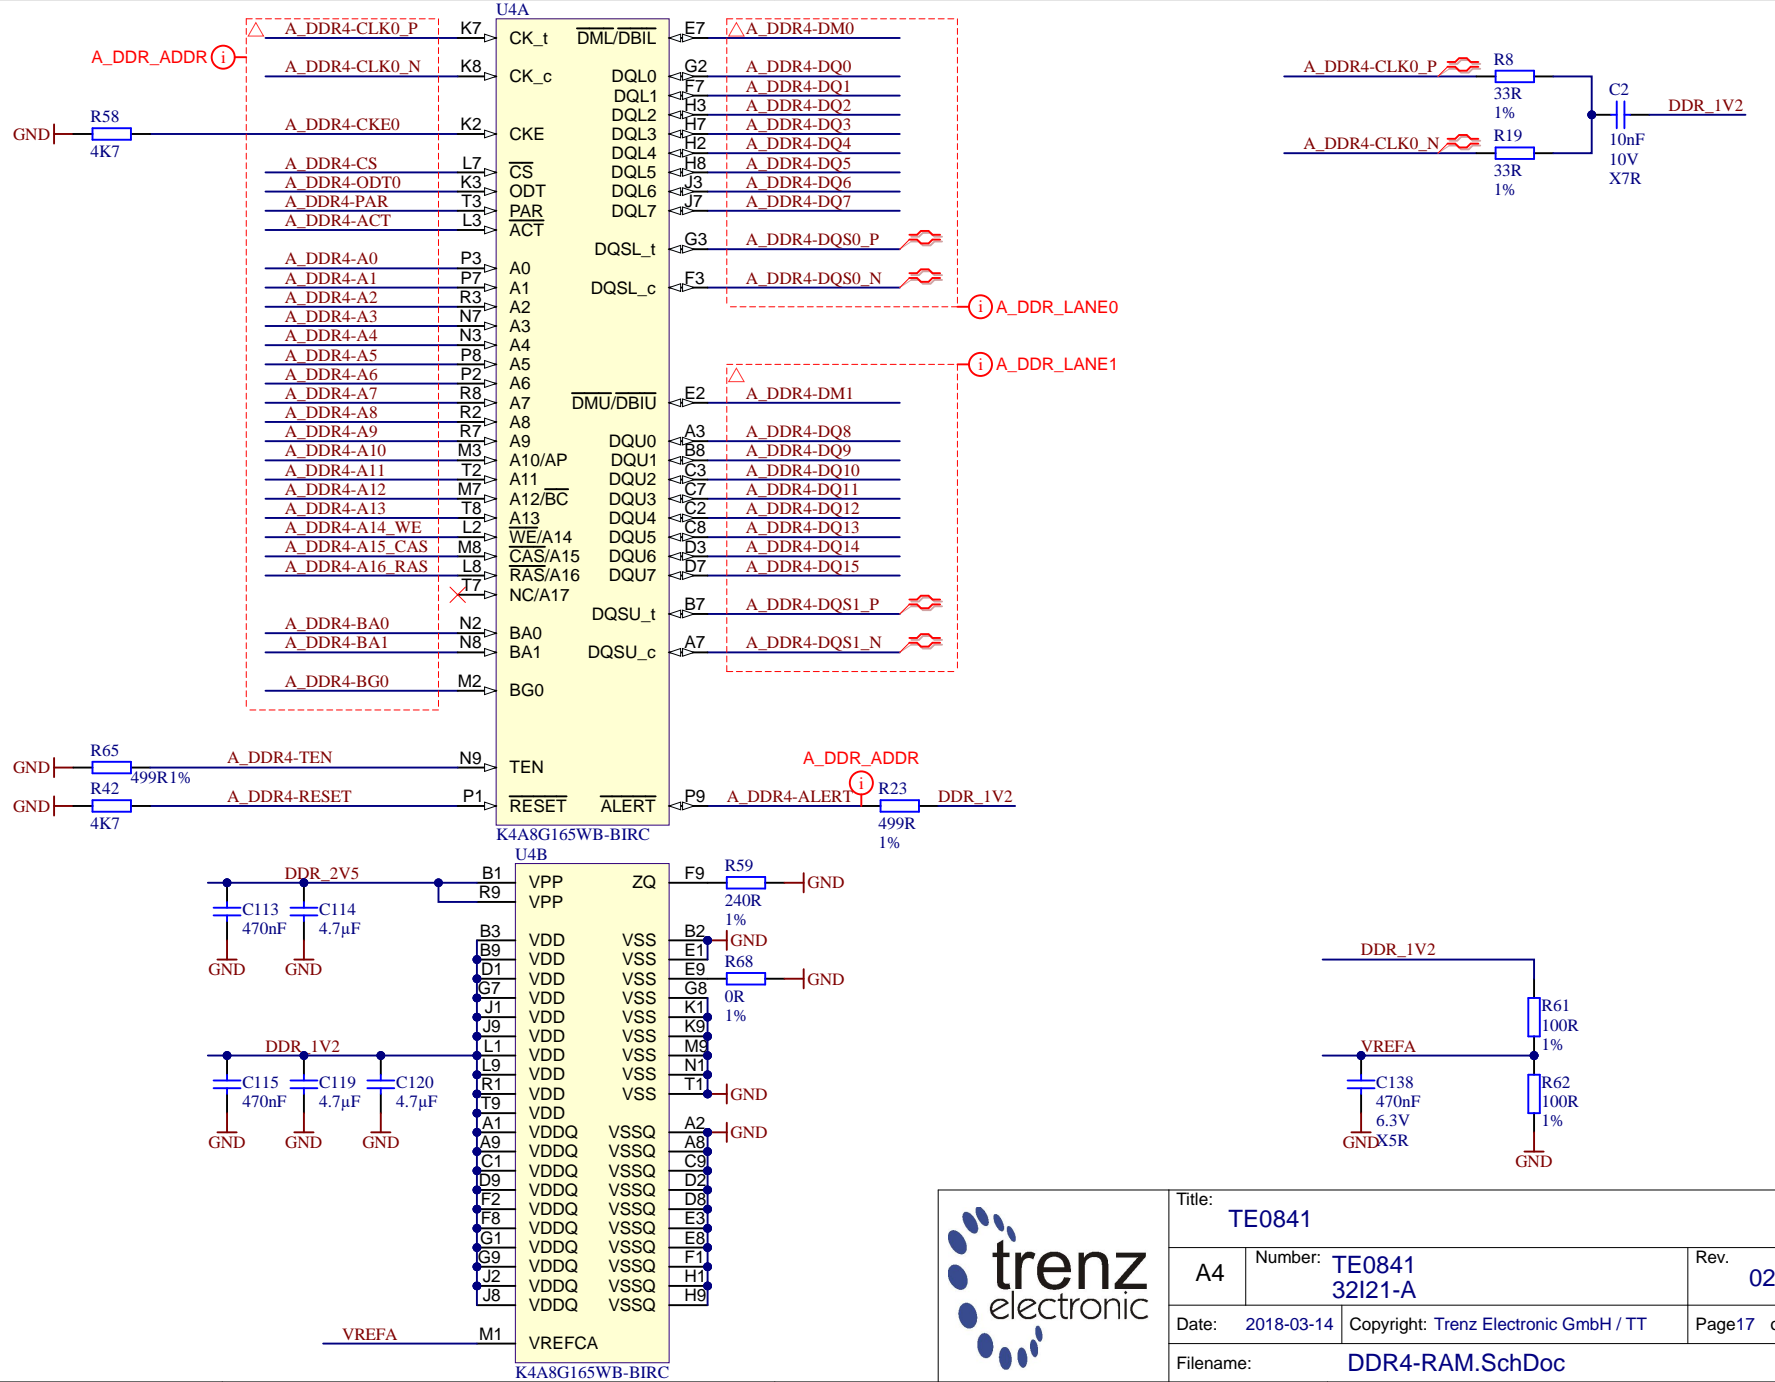 U4A
A_DDR_ADDR
i
A_DDR4-CLK0_P K7 CK_t DML/DBIL E7 A_DDR4-DM0
A_DDR4-CLK0_N K8 CK_c DQL0 G2 A_DDR4-DQ0
DQL1 F7 A_DDR4-DQ1
DQL2 H3 A_DDR4-DQ2
GND R58 4K7 A_DDR4-CKE0 K2 CKE DQL3 H7 A_DDR4-DQ3
DQL4 H2 A_DDR4-DQ4
A_DDR4-CS L7 CS DQL5 H8 A_DDR4-DQ5
A_DDR4-ODT0 K3 ODT DQL6 J3 A_DDR4-DQ6
A_DDR4-PAR T3 PAR DQL7 J7 A_DDR4-DQ7
A_DDR4-ACT L3 ACT
DQSL_t G3 A_DDR4-DQS0_P
A_DDR4-A0 P3 A0
A_DDR4-A1 P7 A1 DQSL_c F3 A_DDR4-DQS0_N
A_DDR4-A2 R3 A2
i A_DDR_LANE0
A_DDR4-A3 N7 A3
A_DDR4-A4 N3 A4
A_DDR4-A5 P8 A5
i A_DDR_LANE1
A_DDR4-A6 P2 A6
A_DDR4-A7 R8 A7 DMU/DBIU E2 A_DDR4-DM1
A_DDR4-A8 R2 A8
A_DDR4-A9 R7 A9 DQU0 A3 A_DDR4-DQ8
A_DDR4-A10 M3 A10/AP DQU1 B8 A_DDR4-DQ9
A_DDR4-A11 T2 A11 DQU2 C3 A_DDR4-DQ10
A_DDR4-A12 M7 A12/BC DQU3 C7 A_DDR4-DQ11
A_DDR4-A13 T8 A13 DQU4 C2 A_DDR4-DQ12
A_DDR4-A14_WE L2 WE/A14 DQU5 C8 A_DDR4-DQ13
A_DDR4-A15_CAS M8 CAS/A15 DQU6 D3 A_DDR4-DQ14
A_DDR4-A16_RAS L8 RAS/A16 DQU7 D7 A_DDR4-DQ15
T7 NC/A17
DQSU_t B7 A_DDR4-DQS1_P
A_DDR4-BA0 N2 BA0
A_DDR4-BA1 N8 BA1 DQSU_c A7 A_DDR4-DQS1_N
A_DDR4-BG0 M2 BG0
GND R65 499R1% A_DDR4-TEN N9 TEN
A_DDR_ADDR
i
GND R42 4K7 A_DDR4-RESET P1 RESET ALERT P9 A_DDR4-ALERT R23 499R 1% DDR_1V2
K4A8G165WB-BIRC
A_DDR4-CLK0_P R8 33R 1%
C2 10nF 10V X7R DDR_1V2
A_DDR4-CLK0_N R19 33R 1%
U4B
DDR_2V5 B1 VPP ZQ F9 R59 240R 1% GND
R9 VPP
C113 470nF GND
C114 4.7µF GND
B3 VDD VSS B2 GND
B9 VDD VSS E1
D1 VDD VSS E9 R68 0R 1% GND
G7 VDD VSS G8
J1 VDD VSS K1
J9 VDD VSS K9
DDR_1V2 L1 VDD VSS M9
L9 VDD VSS N1
R1 VDD VSS T1 GND
T9 VDD
C115 470nF GND
C119 4.7µF GND
C120 4.7µF GND
A1 VDDQ VSSQ A2 GND
A9 VDDQ VSSQ A8
C1 VDDQ VSSQ C9
D9 VDDQ VSSQ D2
F2 VDDQ VSSQ D8
F8 VDDQ VSSQ E3
G1 VDDQ VSSQ E8
G9 VDDQ VSSQ F1
J2 VDDQ VSSQ H1
J8 VDDQ VSSQ H9
VREFA M1 VREFCA
K4A8G165WB-BIRC
DDR_1V2
R61 100R 1%
VREFA
C138 470nF 6.3V X5R GND
R62 100R 1%
GND
trenz
electronic
Title:
TE0841
A4
Number: TE0841
32I21-A
Rev.
02
Date: 2018-03-14
Copyright: Trenz Electronic GmbH / TT
Page17
Filename: DDR4-RAM.SchDoc